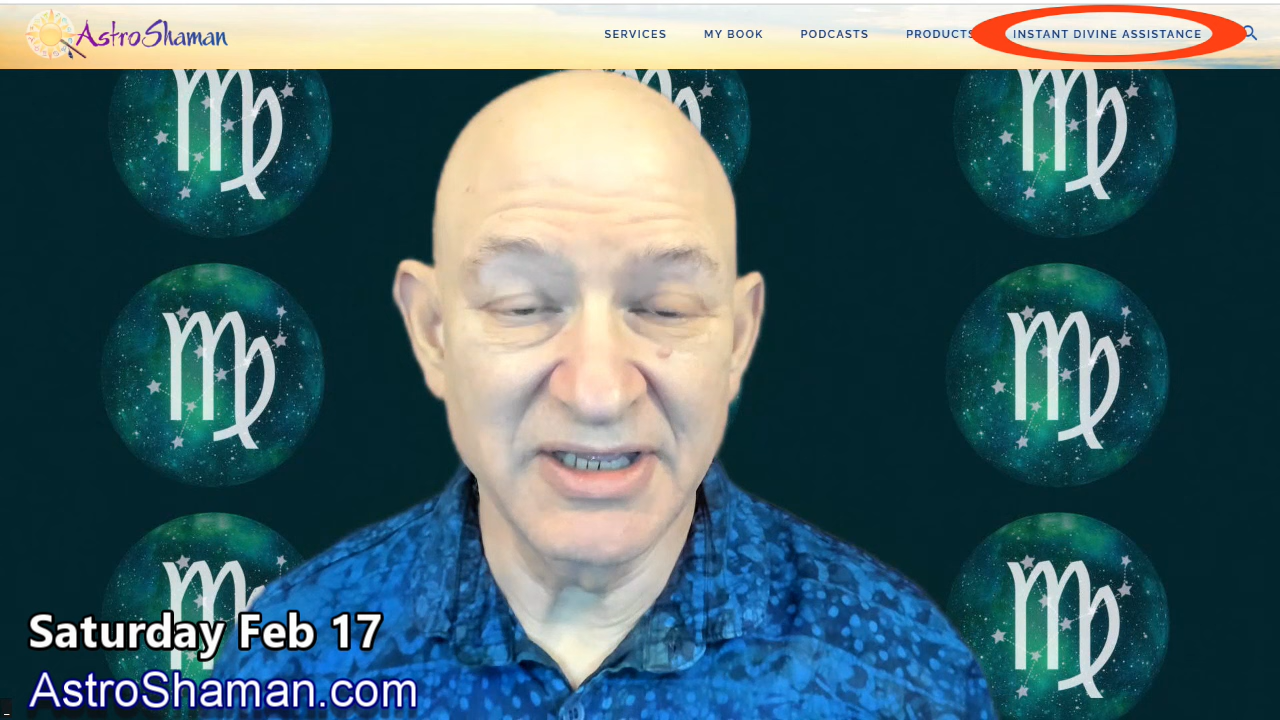 AstroShaman
SERVICES MY BOOK PODCASTS PRODUCTS INSTANT DIVINE ASSISTANCE
Saturday Feb 17
AstroShaman.com